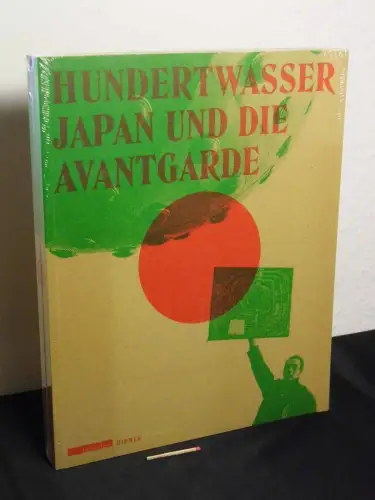 HUNDERTWASSER
JAPAN UND DIE
AVANTGARDE